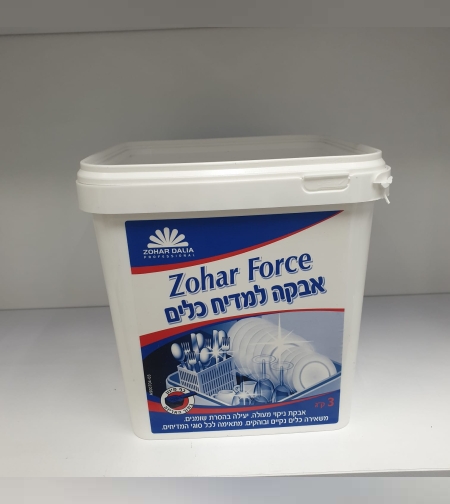 ZOHAR DALIA
PROFESSIONAL
Zohar Force
אבקה למדיח כלים
3 ק"ג
אבקת ניקוי מעולה. יעילה בהסרת שומנים.
משאירה כלים נקיים ובוהקים. מתאימה לכל סוגי המדיחים.